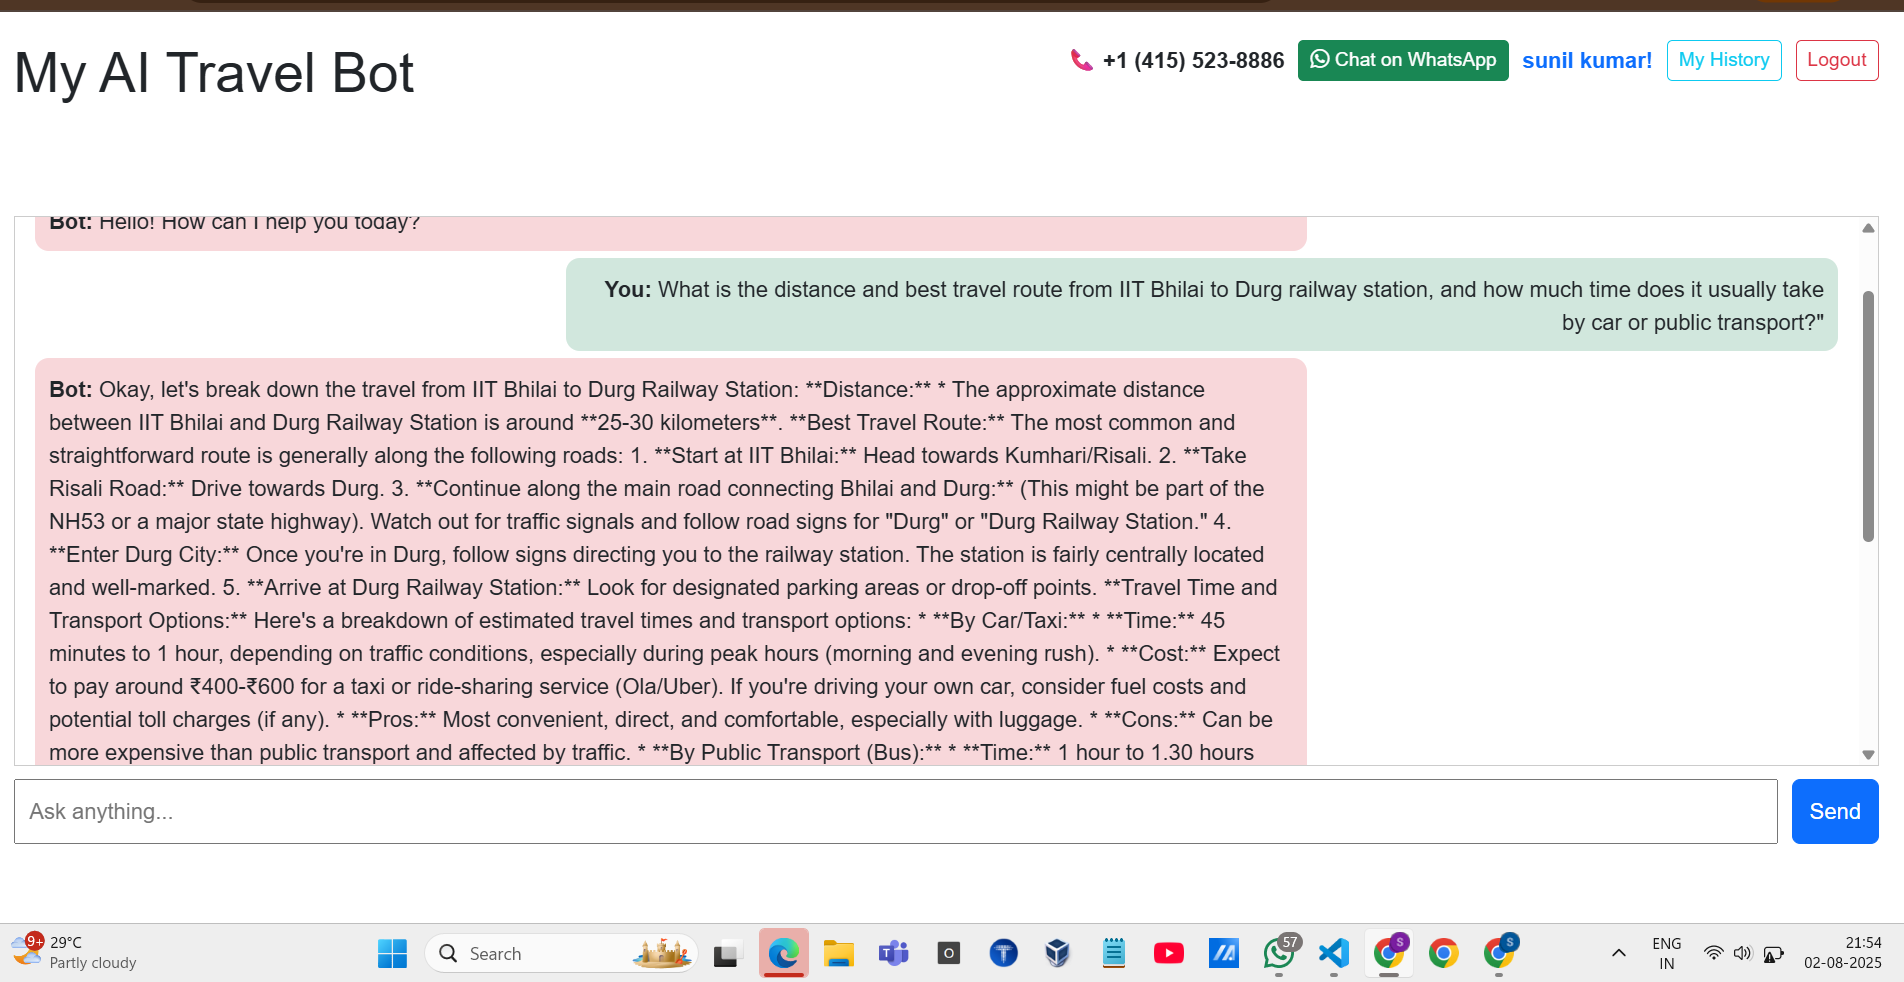 My AI Travel Bot
+1 (415) 523-8886
Chat on WhatsApp
sunil kumar!
My History
Logout
Bot: Hello! How can I help you today?
You: What is the distance and best travel route from IIT Bhilai to Durg railway station, and how much time does it usually take
by car or public transport?"
Bot: Okay, let's break down the travel from IIT Bhilai to Durg Railway Station: **Distance:** * The approximate distance
between IIT Bhilai and Durg Railway Station is around **25-30 kilometers**. **Best Travel Route:** The most common and
straightforward route is generally along the following roads: 1. **Start at IIT Bhilai:** Head towards Kumhari/Risali. 2. **Take
Risali Road:** Drive towards Durg. 3. **Continue along the main road connecting Bhilai and Durg:** (This might be part of the
NH53 or a major state highway). Watch out for traffic signals and follow road signs for "Durg" or "Durg Railway Station." 4.
**Enter Durg City:** Once you're in Durg, follow signs directing you to the railway station. The station is fairly centrally located
and well-marked. 5. **Arrive at Durg Railway Station:** Look for designated parking areas or drop-off points. **Travel Time and
Transport Options:** Here's a breakdown of estimated travel times and transport options: * **By Car/Taxi:** * **Time:** 45
minutes to 1 hour, depending on traffic conditions, especially during peak hours (morning and evening rush). * **Cost:** Expect
to pay around ₹400-₹600 for a taxi or ride-sharing service (Ola/Uber). If you're driving your own car, consider fuel costs and
potential toll charges (if any). * **Pros:** Most convenient, direct, and comfortable, especially with luggage. * **Cons:** Can be
more expensive than public transport and affected by traffic. * **By Public Transport (Bus):** * **Time:** 1 hour to 1.30 hours
Ask anything...
Send
9+
29°C
Partly cloudy
Search
57
ENG
IN
21:54
02-08-2025